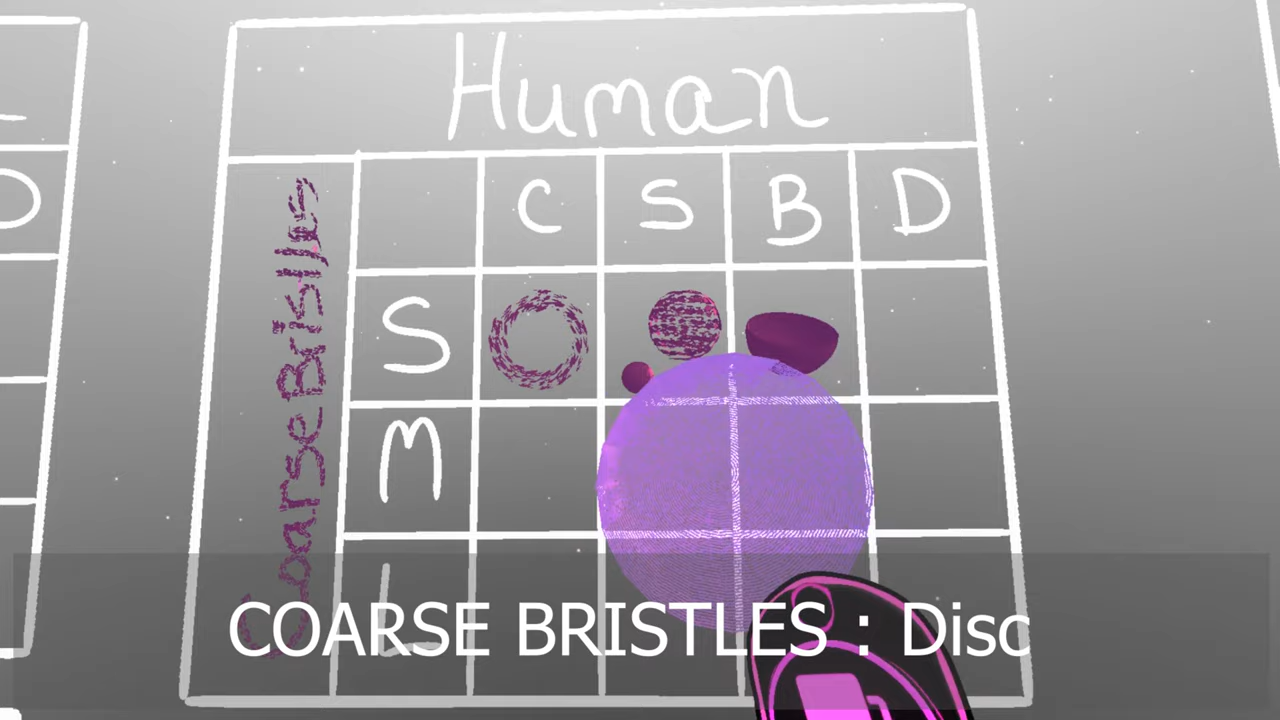 Human
C S B D
Coarse Bristles
S
M
L
D
COARSE BRISTLES : Disc